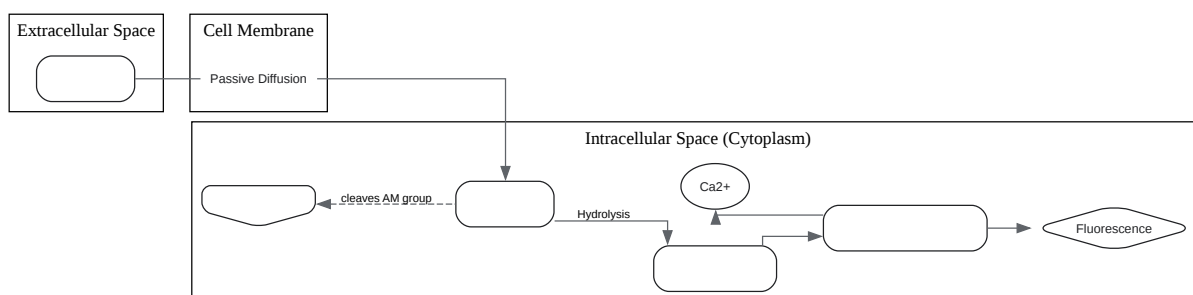 Extracellular Space
Cell Membrane
Passive Diffusion
Intracellular Space (Cytoplasm)
cleaves AM group
Ca2+
Hydrolysis
Fluorescence